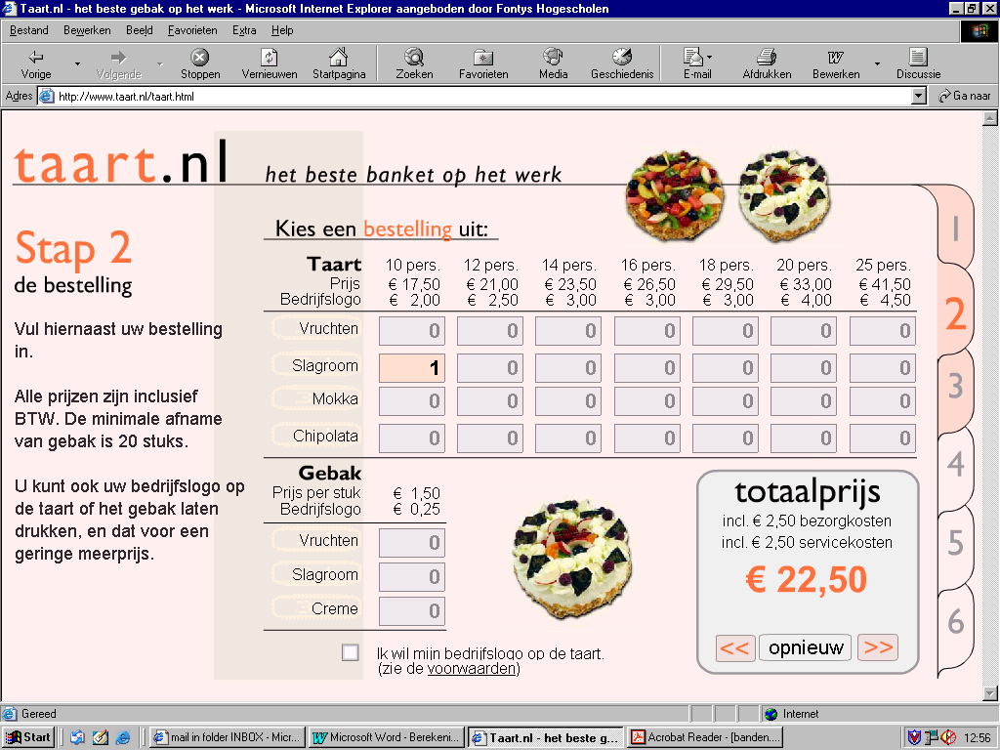 Taart.nl - het beste gebak op het werk - Microsoft Internet Explorer aangeboden door Fontys Hogescholen
Bestand Bewerken Beeld Favorieten Extra Help
Vorige Volgende Stoppen Vernieuwen Startpagina Zoeken Favorieten Media Geschiedenis E-mail Afdrukken Bewerken Discussie
Adres http://www.taart.nl/taart.html Ga naar
taart.nl het beste banket op het werk
Stap 2
de bestelling
Vul hiernaast uw bestelling
in.
Alle prijzen zijn inclusief
BTW. De minimale afname
van gebak is 20 stuks.
U kunt ook uw bedrijfslogo op
de taart of het gebak laten
drukken, en dat voor een
geringe meerprijs.
Kies een bestelling uit:
Taart 10 pers. 12 pers. 14 pers. 16 pers. 18 pers. 20 pers. 25 pers.
Prijs € 17,50 € 21,00 € 23,50 € 26,50 € 29,50 € 33,00 € 41,50
Bedrijfslogo € 2,00 € 2,50 € 3,00 € 3,00 € 3,00 € 4,00 € 4,50
Vruchten 0 0 0 0 0 0 0
Slagroom 1 0 0 0 0 0 0
Mokka 0 0 0 0 0 0 0
Chipolata 0 0 0 0 0 0 0
Gebak
Prijs per stuk € 1,50
Bedrijfslogo € 0,25
Vruchten 0
Slagroom 0
Creme 0
Ik wil mijn bedrijfslogo op de taart.
(zie de voorwaarden)
totaalprijs
incl. € 2,50 bezorgkosten
incl. € 2,50 servicekosten
€ 22,50
<< opnieuw >>
1
2
3
4
5
6
Gereed Internet
Start mail in folder INBOX - Micr... Microsoft Word - Berekeni... Taart.nl - het beste g... Acrobat Reader - [banden.... 12:56